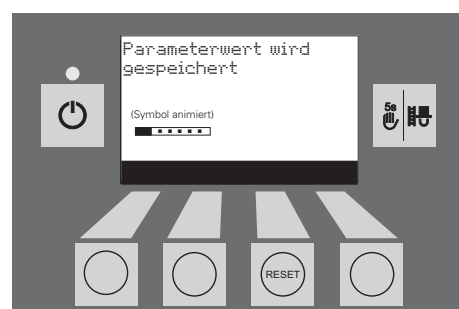 Parameterwert wird
gespeichert
(Symbol animiert)
5s
RESET